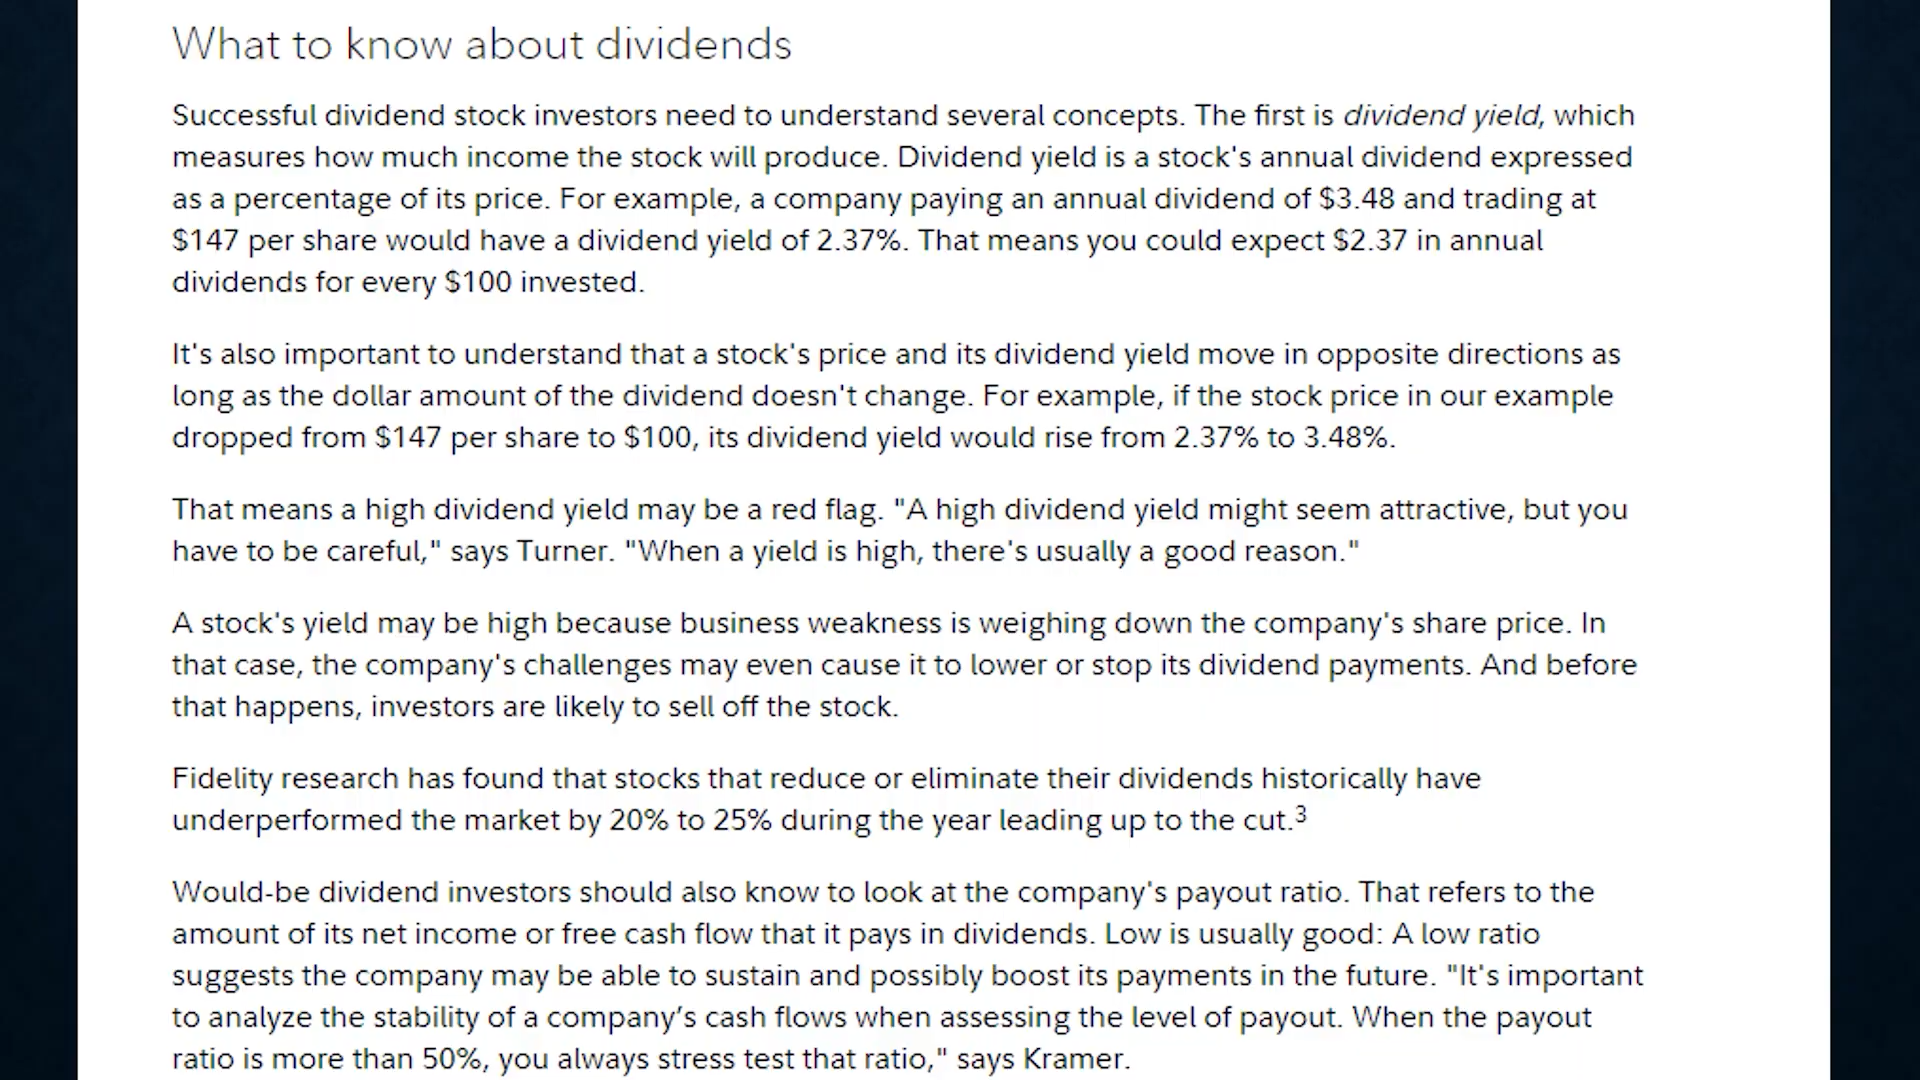 What to know about dividends
Successful dividend stock investors need to understand several concepts. The first is dividend yield, which
measures how much income the stock will produce. Dividend yield is a stock's annual dividend expressed
as a percentage of its price. For example, a company paying an annual dividend of $3.48 and trading at
$147 per share would have a dividend yield of 2.37%. That means you could expect $2.37 in annual
dividends for every $100 invested.
It's also important to understand that a stock's price and its dividend yield move in opposite directions as
long as the dollar amount of the dividend doesn't change. For example, if the stock price in our example
dropped from $147 per share to $100, its dividend yield would rise from 2.37% to 3.48%.
That means a high dividend yield may be a red flag. "A high dividend yield might seem attractive, but you
have to be careful," says Turner. "When a yield is high, there's usually a good reason."
A stock's yield may be high because business weakness is weighing down the company's share price. In
that case, the company's challenges may even cause it to lower or stop its dividend payments. And before
that happens, investors are likely to sell off the stock.
Fidelity research has found that stocks that reduce or eliminate their dividends historically have
underperformed the market by 20% to 25% during the year leading up to the cut.3
Would-be dividend investors should also know to look at the company's payout ratio. That refers to the
amount of its net income or free cash flow that it pays in dividends. Low is usually good: A low ratio
suggests the company may be able to sustain and possibly boost its payments in the future. "It's important
to analyze the stability of a company’s cash flows when assessing the level of payout. When the payout
ratio is more than 50%, you always stress test that ratio," says Kramer.